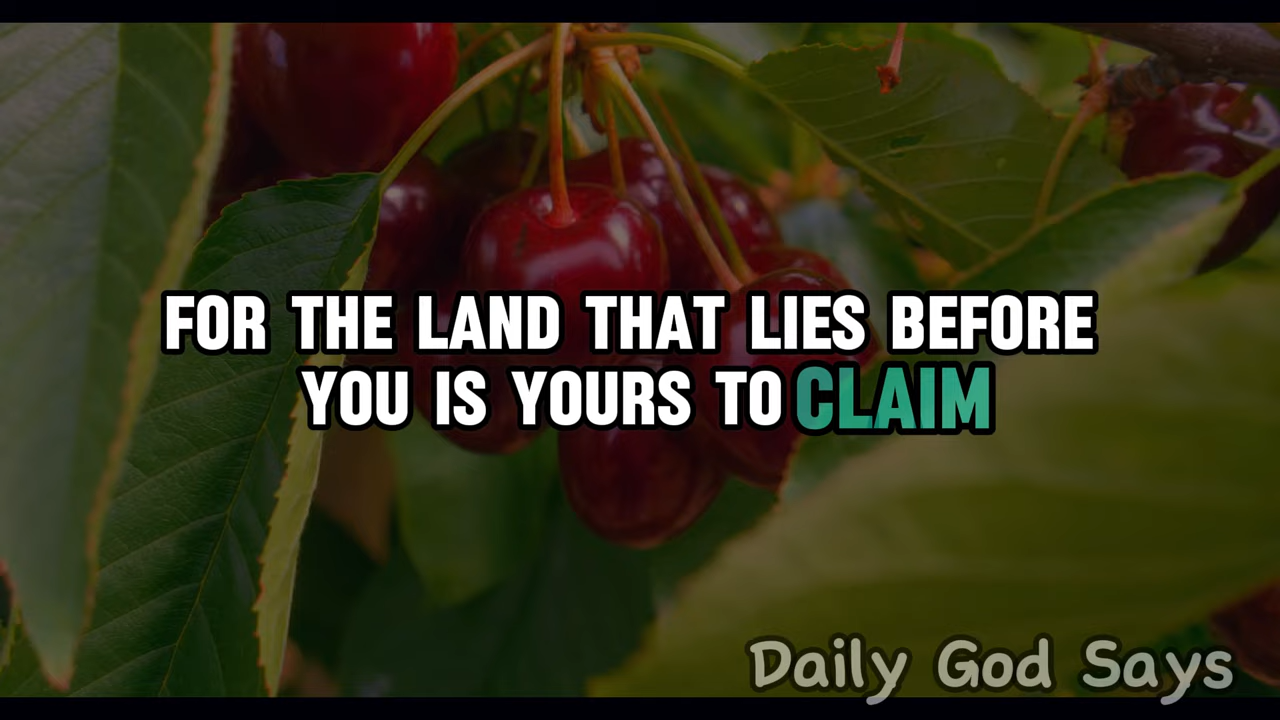 FOR THE LAND THAT LIES BEFORE
YOU IS YOURS TO CLAIM
Daily God Says